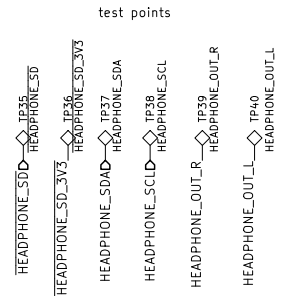 test points
TP35
HEADPHONE_SD
TP36
HEADPHONE_SD_3V3
TP37
HEADPHONE_SDA
TP38
HEADPHONE_SCL
TP39
HEADPHONE_OUT_R
TP40
HEADPHONE_OUT_L
HEADPHONE_SD
HEADPHONE_SD_3V3
HEADPHONE_SDA
HEADPHONE_SCL
HEADPHONE_OUT_R
HEADPHONE_OUT_L